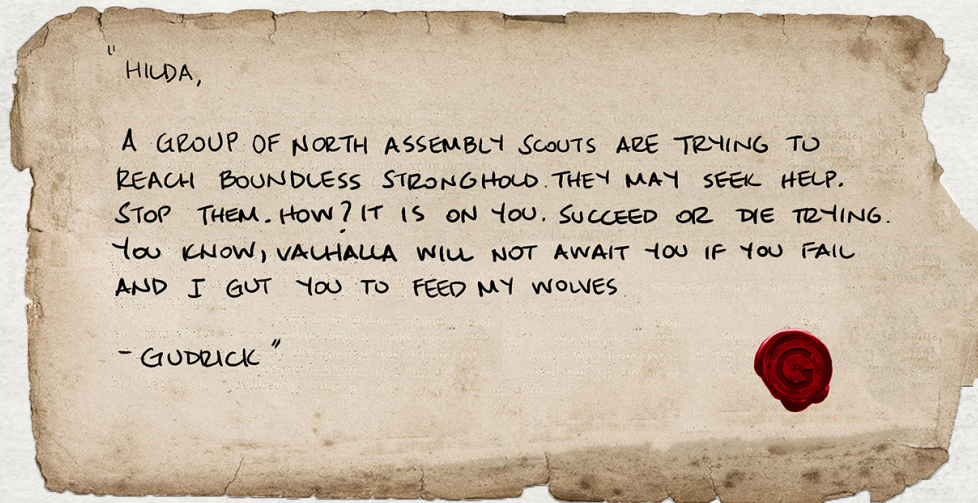 "HILDA,
A GROUP OF NORTH ASSEMBLY SCOUTS ARE TRYING TO
REACH BOUNDLESS STRONGHOLD. THEY MAY SEEK HELP.
STOP THEM. HOW? IT IS ON YOU. SUCCEED OR DIE TRYING.
YOU KNOW, VALHALLA WILL NOT AWAIT YOU IF YOU FAIL
AND I GUT YOU TO FEED MY WOLVES
- GUDRICK"
G